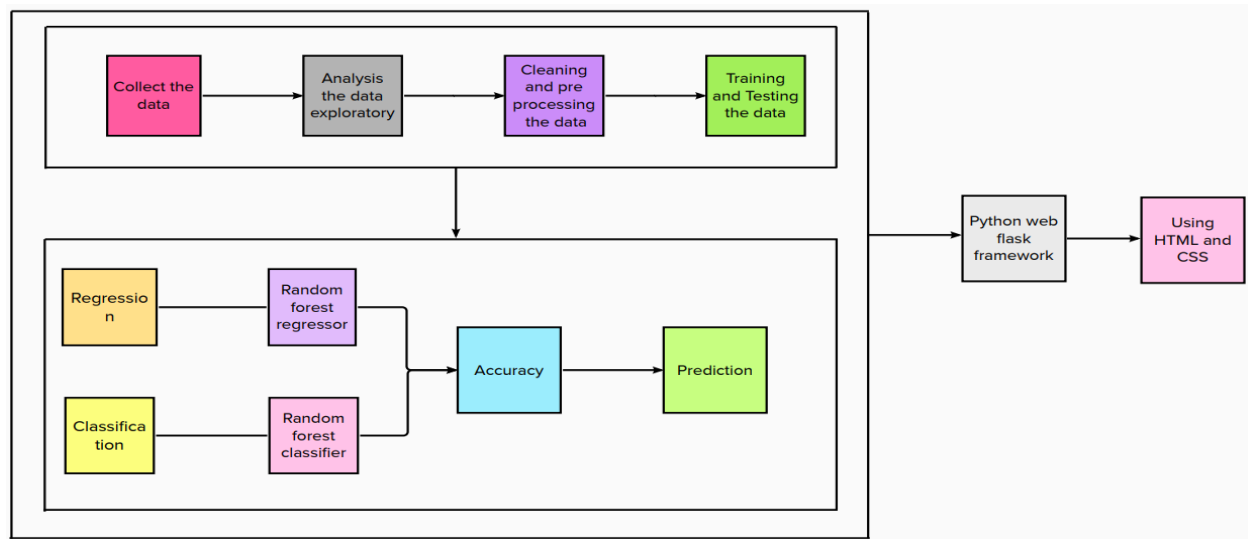 Collect the
data
Analysis
the data
exploratory
Cleaning
and pre
processing
the data
Training
and Testing
the data
Python web
flask
framework
Using
HTML and
CSS
Regressio
n
Random
forest
regressor
Accuracy
Prediction
Classifica
tion
Random
forest
classifier